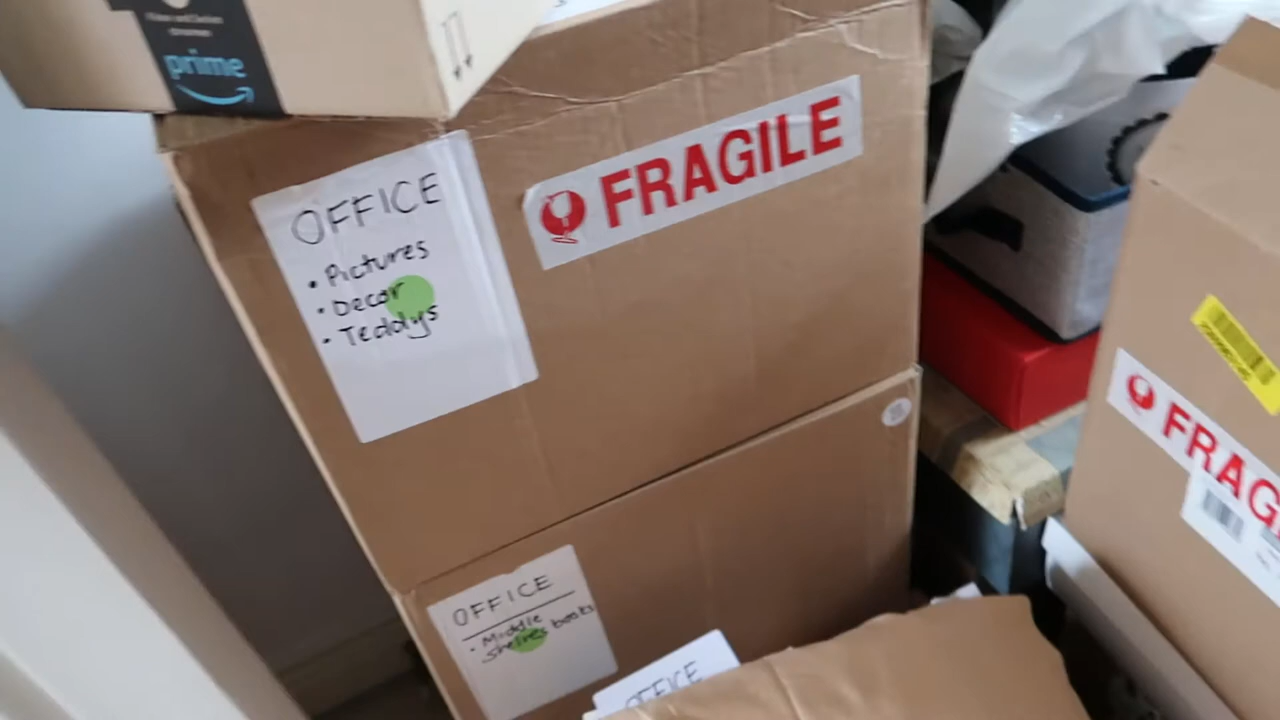 prime
FRAGILE
OFFICE
• Pictures
• Decor
• Teddys
FRAG
OFFICE
• Middle
Shelves books
OFFICE